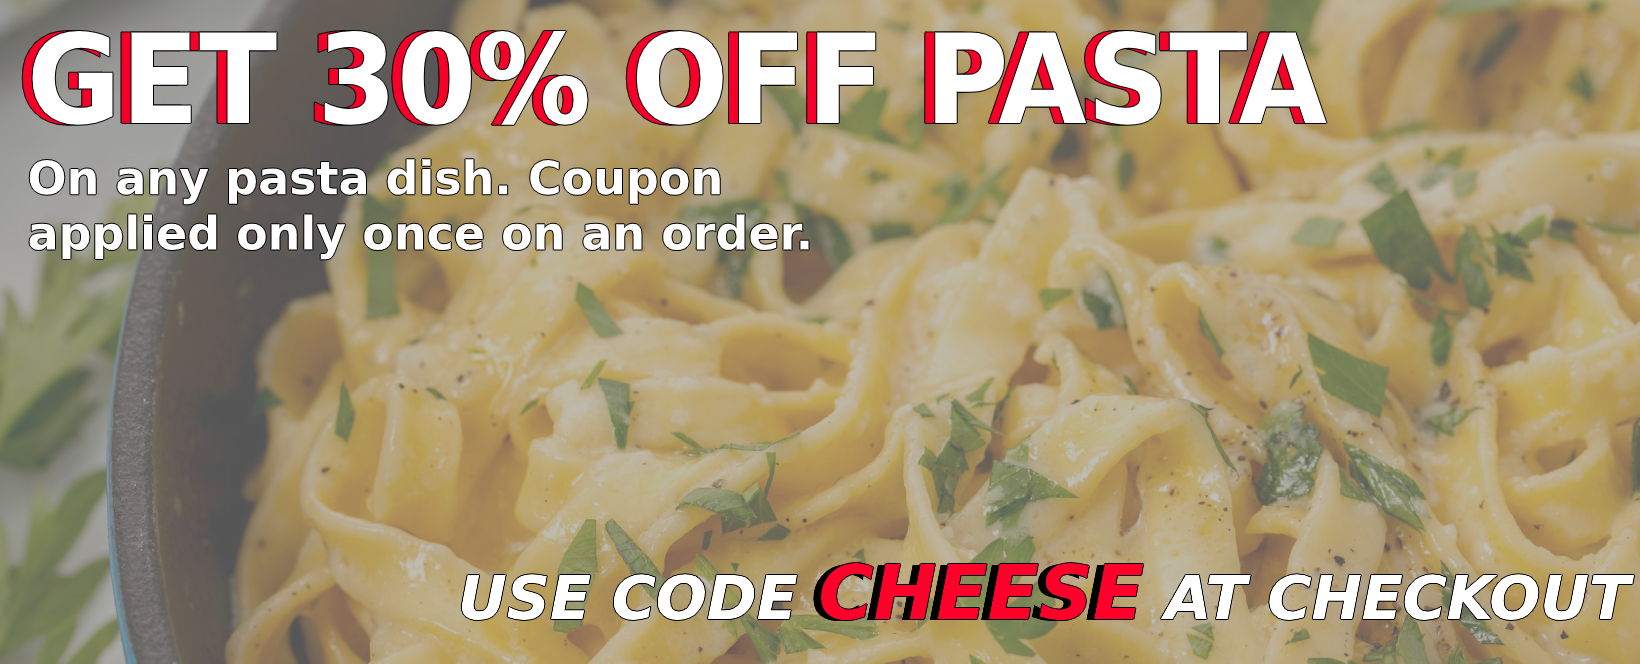 GET 30% OFF PASTA
On any pasta dish. Coupon
applied only once on an order.
USE CODE CHEESE AT CHECKOUT